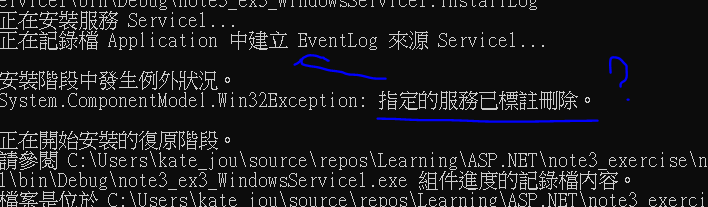 ervice1\bin\Debug\note3_ex3_WindowsService1.InstallLog
正在安裝服務 Service1...
正在記錄檔 Application 中建立 EventLog 來源 Service1...
安裝階段中發生例外狀況。
System.ComponentModel.Win32Exception: 指定的服務已標註刪除。
?
正在開始安裝的復原階段。
請參閱 C:\Users\kate_jou\source\repos\Learning\ASP.NET\note3_exercise\n
1\bin\Debug\note3_ex3_WindowsService1.exe 組件進度的記錄檔內容。
檔案是位於 C:\Users\kate_jou\source\repos\Learning\ASP.NET\note3_exerci